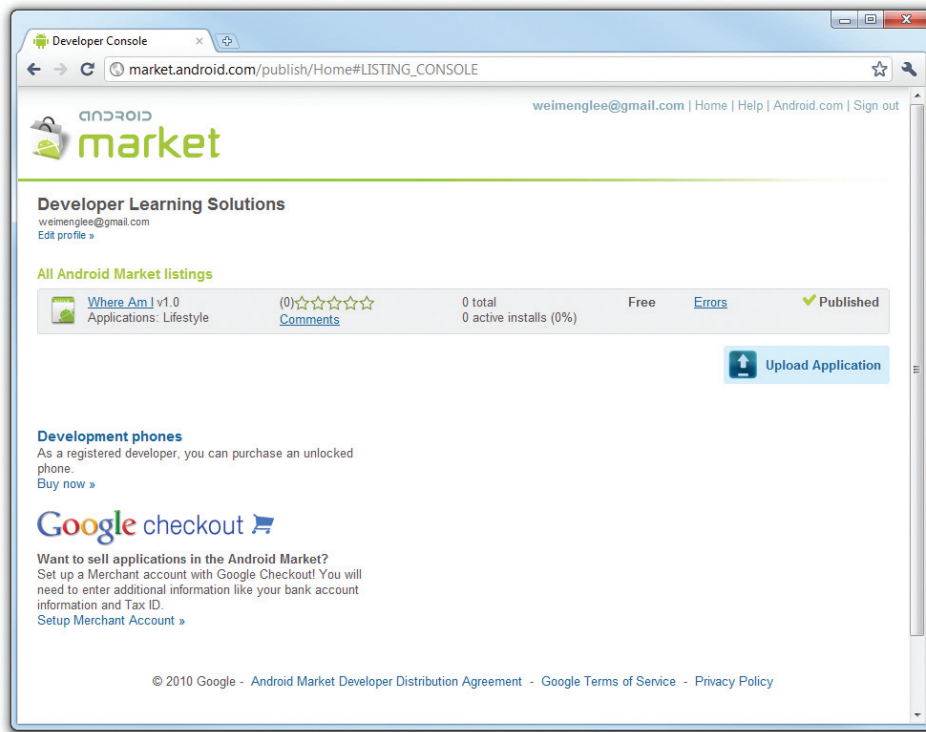 Developer Console
market.android.com/publish/Home#LISTING_CONSOLE
weimenglee@gmail.com | Home | Help | Android.com | Sign out
ANDROID
market
Developer Learning Solutions
weimenglee@gmail.com
Edit profile »
All Android Market listings
Where Am I v1.0
Applications: Lifestyle
(0)
Comments
0 total
0 active installs (0%)
Free
Errors
Published
Upload Application
Development phones
As a registered developer, you can purchase an unlocked
phone.
Buy now »
Google checkout
Want to sell applications in the Android Market?
Set up a Merchant account with Google Checkout! You will
need to enter additional information like your bank account
information and Tax ID.
Setup Merchant Account »
© 2010 Google - Android Market Developer Distribution Agreement - Google Terms of Service - Privacy Policy